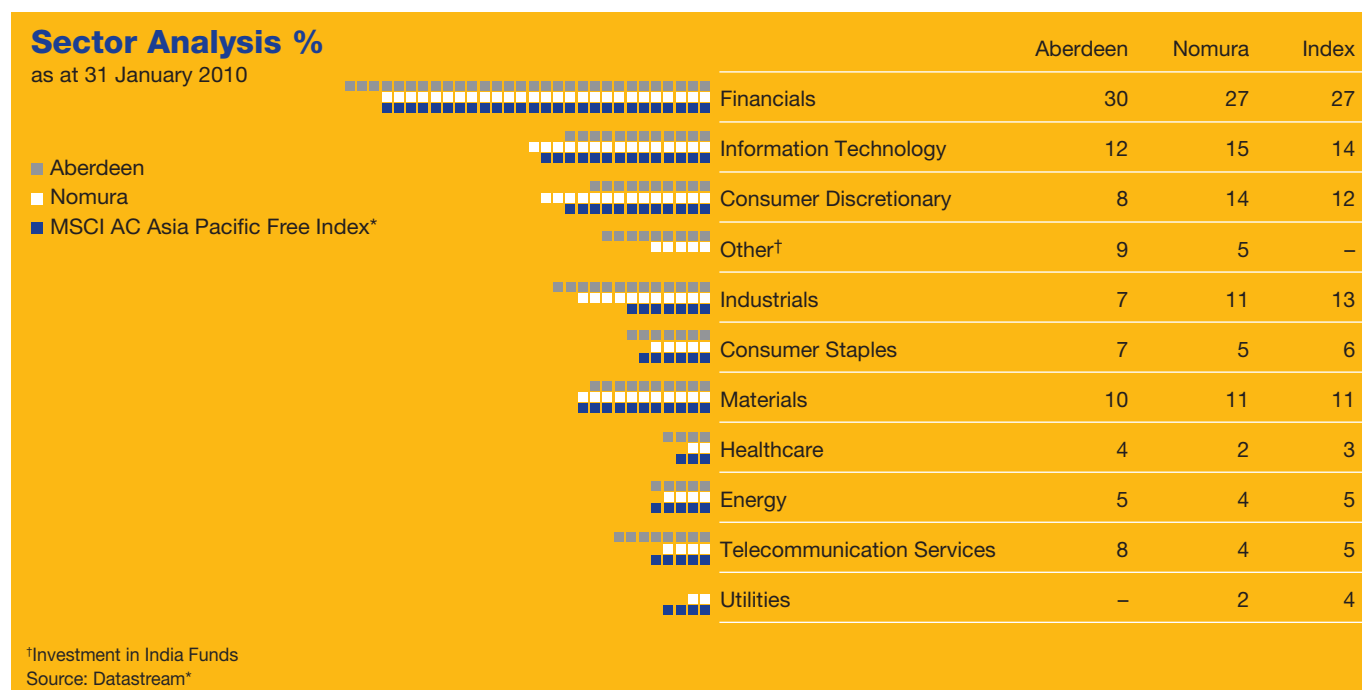 Sector Analysis %
as at 31 January 2010
Aberdeen
Nomura
MSCI AC Asia Pacific Free Index*
Aberdeen Nomura Index
Financials 30 27 27
Information Technology 12 15 14
Consumer Discretionary 8 14 12
Other† 9 5 –
Industrials 7 11 13
Consumer Staples 7 5 6
Materials 10 11 11
Healthcare 4 2 3
Energy 5 4 5
Telecommunication Services 8 4 5
Utilities – 2 4
†Investment in India Funds
Source: Datastream*